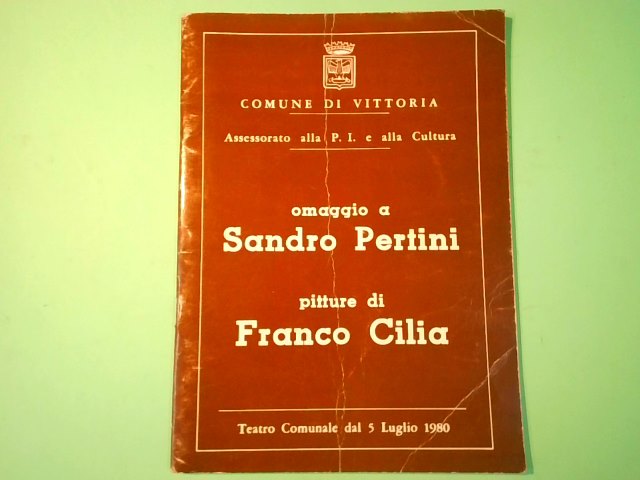 COMUNE DI VITTORIA
Assessorato alla P. I. e alla Cultura
omaggio a
Sandro Pertini
pitture di
Franco Cilia
Teatro Comunale dal 5 Luglio 1980